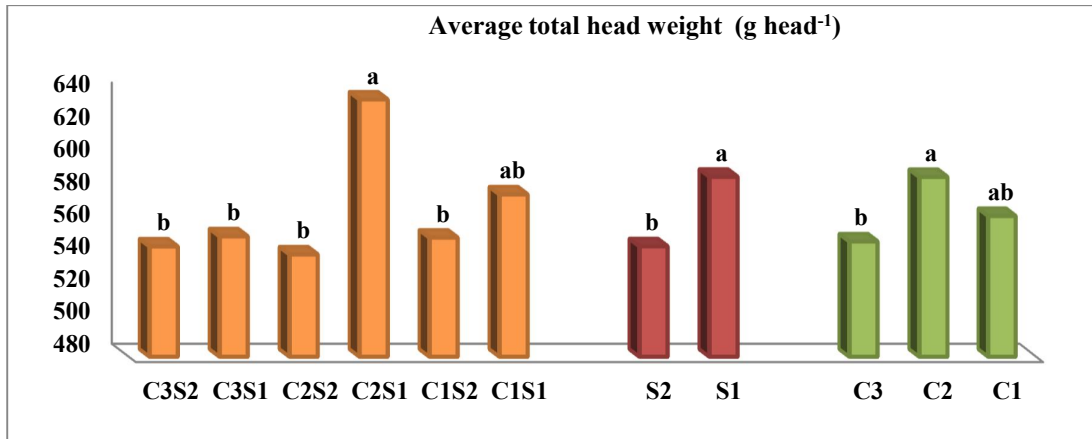 Average total head weight (g head⁻¹)
640
620
600
580
560
540
520
500
480
b
b
b
a
b
ab
b
a
b
a
ab
C3S2 C3S1 C2S2 C2S1 C1S2 C1S1 S2 S1 C3 C2 C1